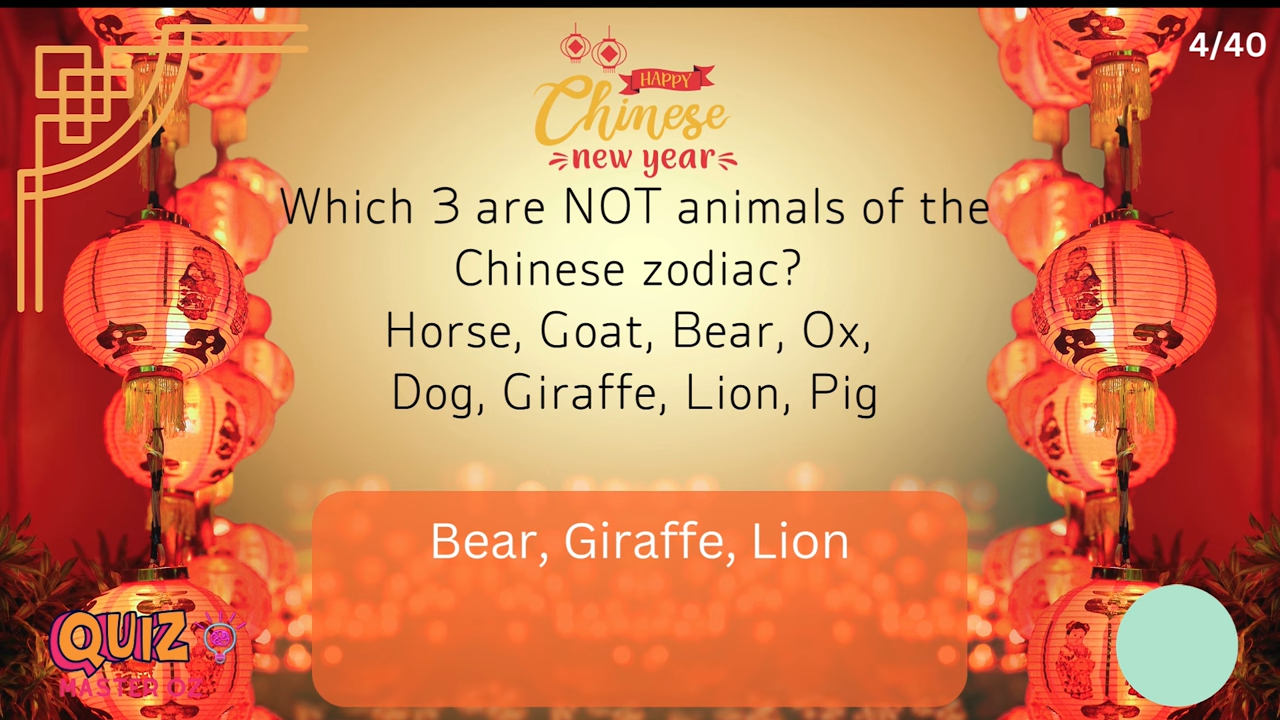 4/40
HAPPY
Chinese
new year
Which 3 are NOT animals of the
Chinese zodiac?
Horse, Goat, Bear, Ox,
Dog, Giraffe, Lion, Pig
Bear, Giraffe, Lion
QUIZ
MASTER OZ